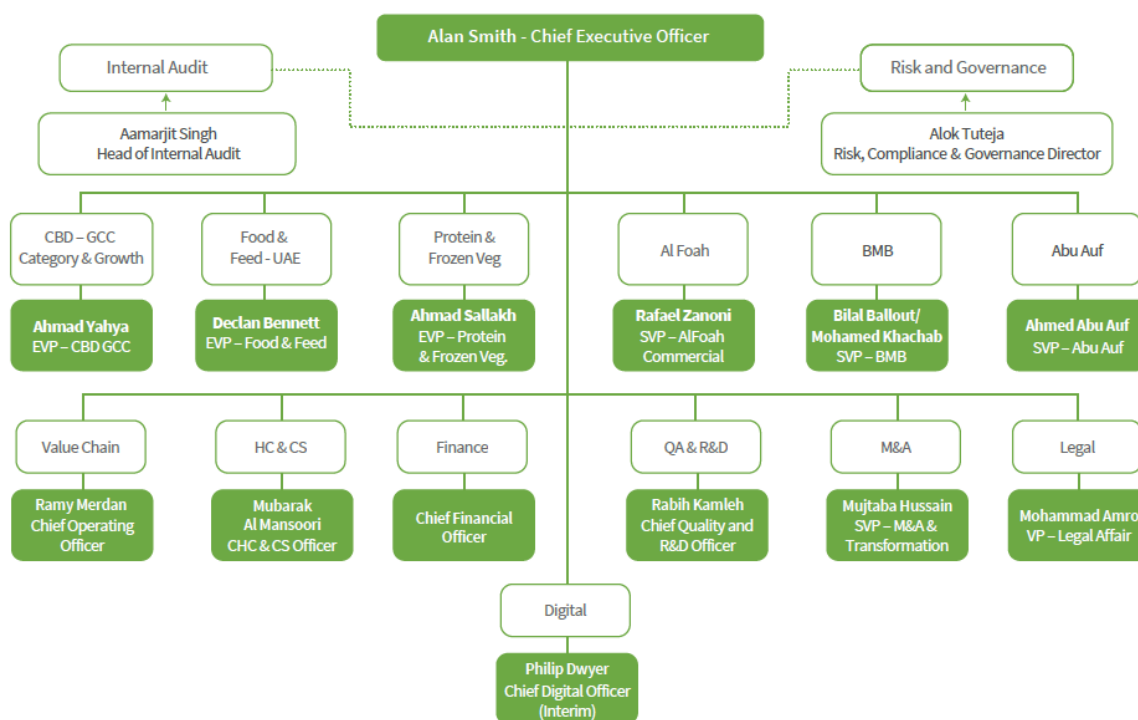 Alan Smith - Chief Executive Officer
Internal Audit
Risk and Governance
Aamarjit Singh
Head of Internal Audit
Alok Tuteja
Risk, Compliance & Governance Director
CBD – GCC
Category & Growth
Food &
Feed - UAE
Protein &
Frozen Veg
Al Foah
BMB
Abu Auf
Ahmad Yahya
EVP – CBD GCC
Declan Bennett
EVP – Food & Feed
Ahmad Sallakh
EVP – Protein
& Frozen Veg.
Rafael Zanoni
SVP – AlFoah
Commercial
Bilal Ballout/
Mohamed Khachab
SVP – BMB
Ahmed Abu Auf
SVP – Abu Auf
Value Chain
HC & CS
Finance
QA & R&D
M&A
Legal
Ramy Merdan
Chief Operating
Officer
Mubarak
Al Mansoori
CHC & CS Officer
Chief Financial
Officer
Rabih Kamleh
Chief Quality and
R&D Officer
Mujtaba Hussain
SVP – M&A &
Transformation
Mohammad Amro
VP – Legal Affair
Digital
Philip Dwyer
Chief Digital Officer
(Interim)